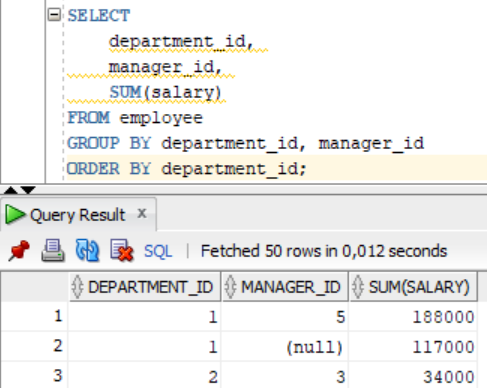 SELECT
department_id,
manager_id,
SUM(salary)
FROM employee
GROUP BY department_id, manager_id
ORDER BY department_id;
Query Result x
SQL | Fetched 50 rows in 0,012 seconds
DEPARTMENT_ID MANAGER_ID SUM(SALARY)
1 1 5 188000
2 1 (null) 117000
3 2 3 34000